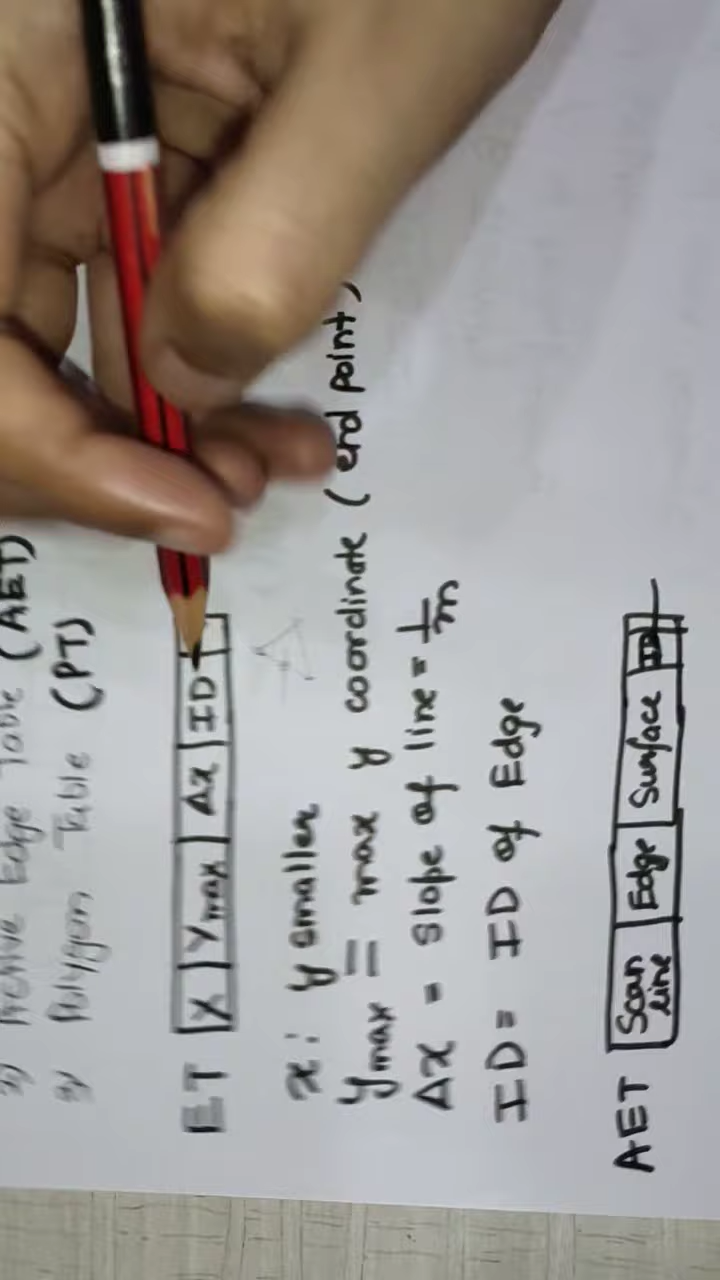 Active Edge Table (AET)
Polygon Table (PT)
ET | X | Ymax | Δx | ID |
x: y smaller
ymax = max y coordinate (end point)
Δx = slope of line = 1/m
ID = ID of Edge
AET | Scan line | Edge | Surface |